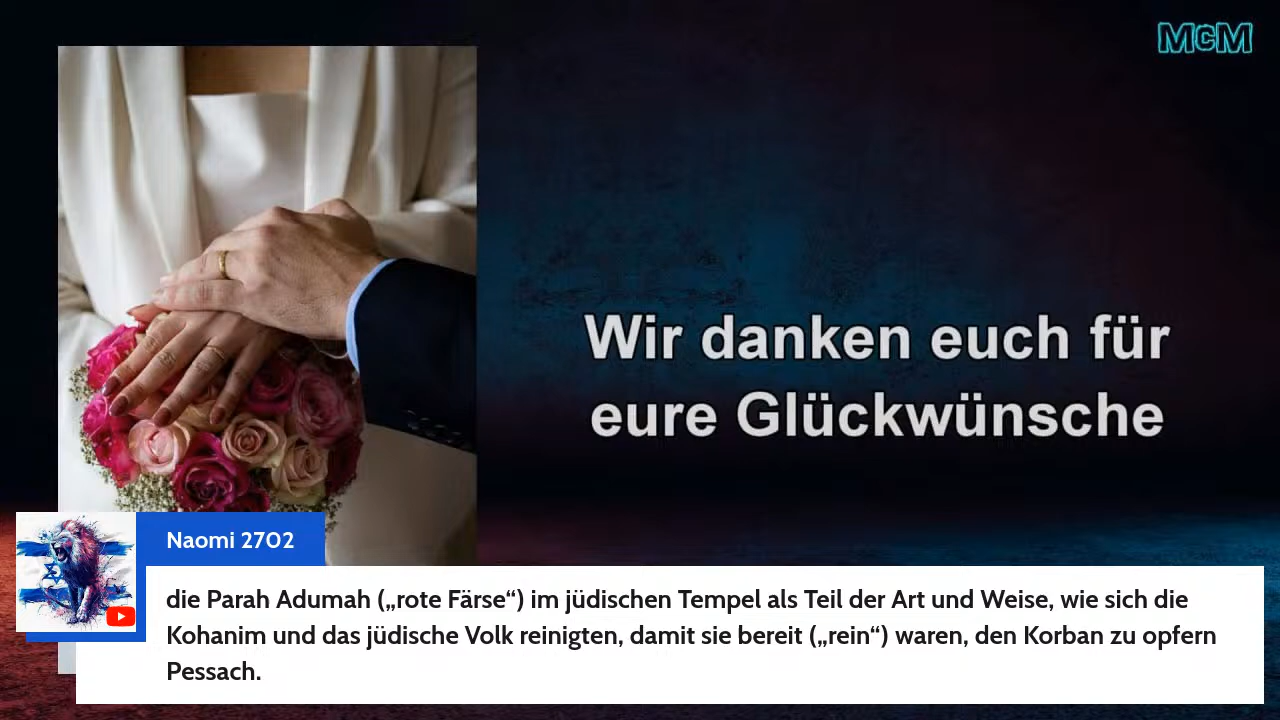 McM
Wir danken euch für
eure Glückwünsche
Naomi 2702
die Parah Adumah („rote Färse“) im jüdischen Tempel als Teil der Art und Weise, wie sich die
Kohanim und das jüdische Volk reinigten, damit sie bereit („rein“) waren, den Korban zu opfern
Pessach.